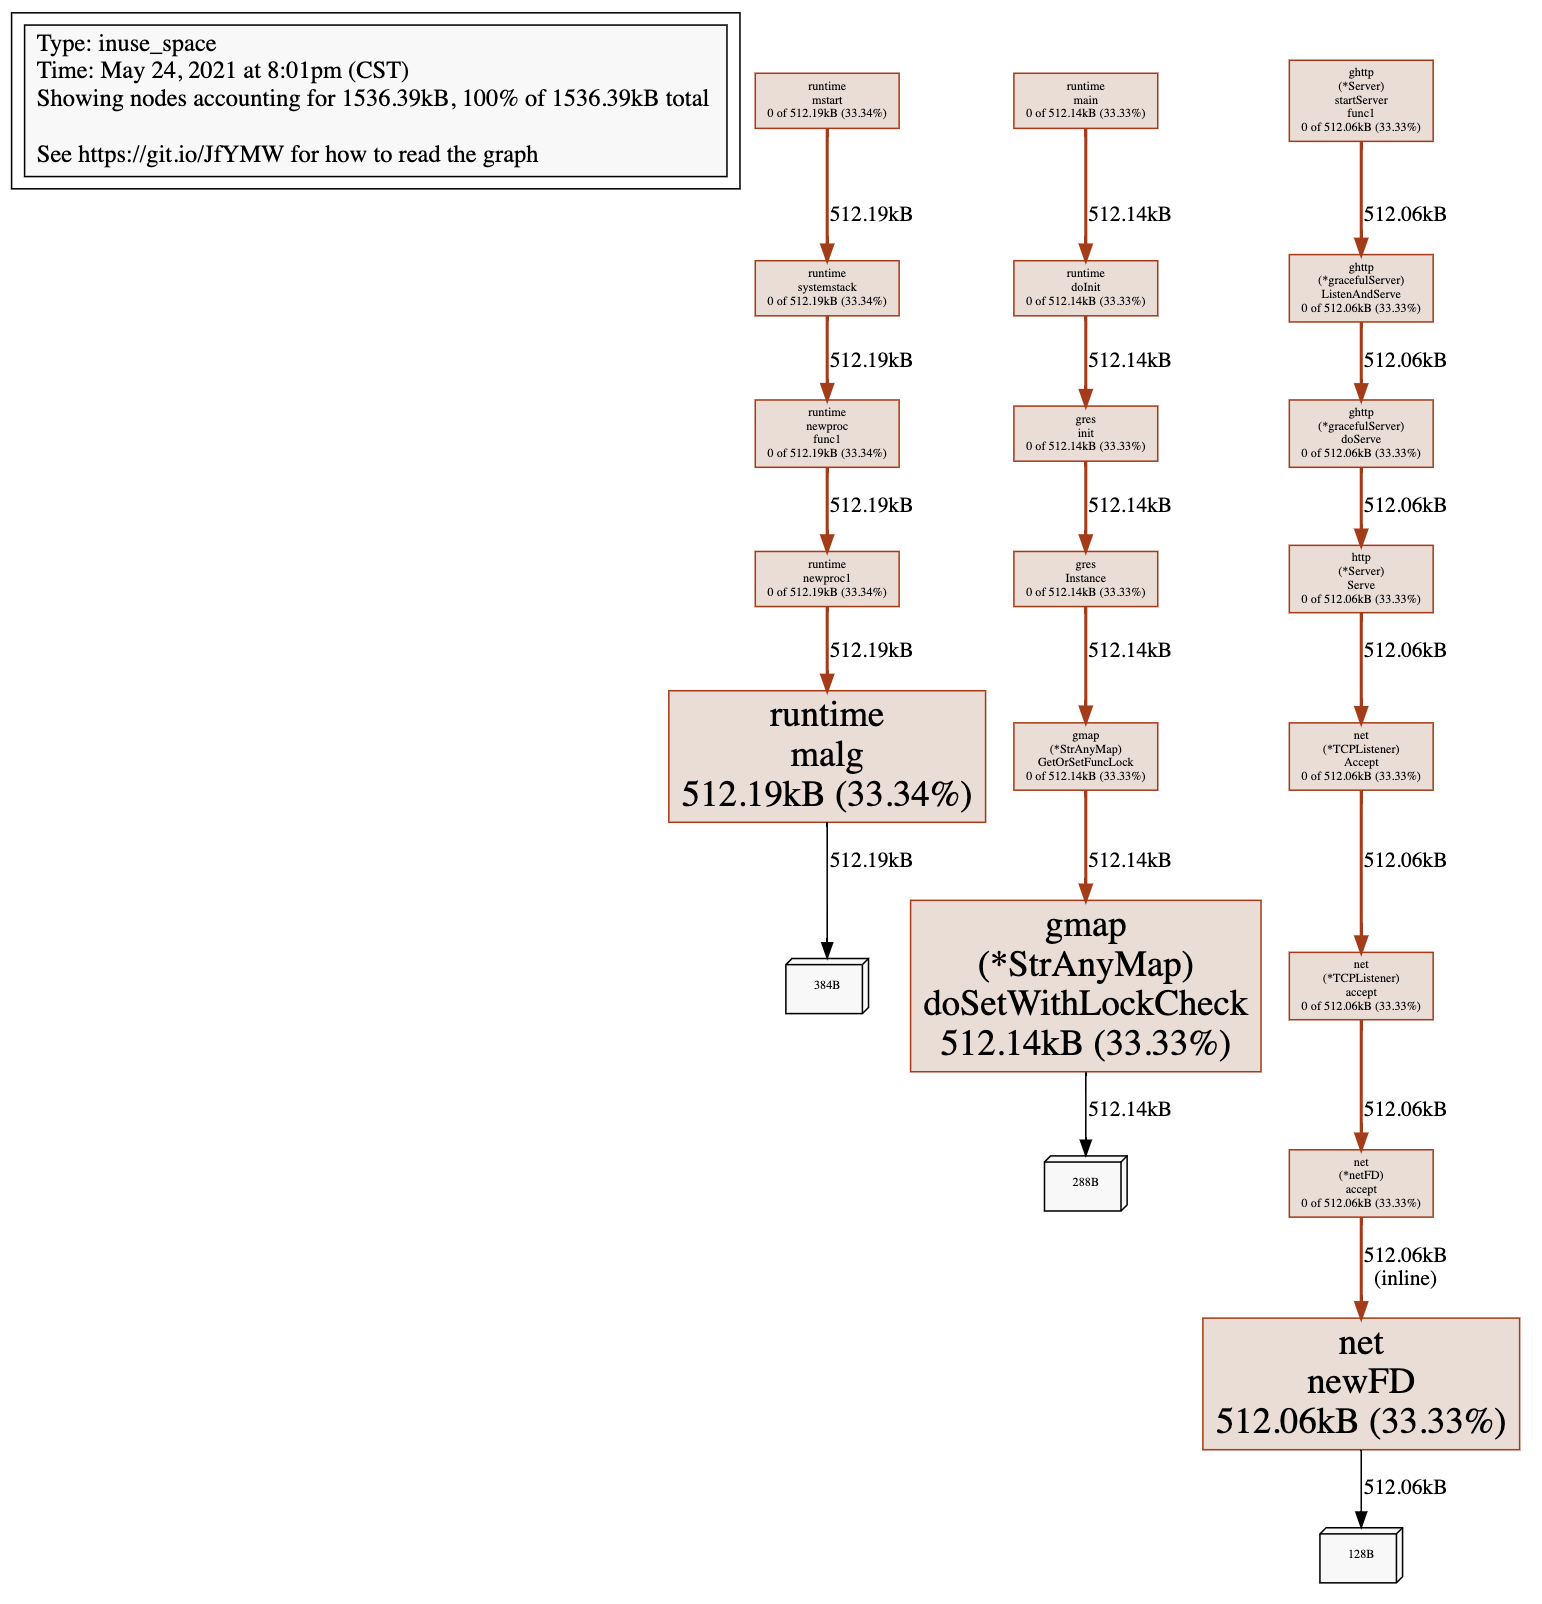 Type: inuse_space
Time: May 24, 2021 at 8:01pm (CST)
Showing nodes accounting for 1536.39kB, 100% of 1536.39kB total
See https://git.io/JfYMW for how to read the graph
runtime
mstart
0 of 512.19kB (33.34%)
512.19kB
runtime
systemstack
0 of 512.19kB (33.34%)
512.19kB
runtime
newproc
func1
0 of 512.19kB (33.34%)
512.19kB
runtime
newproc1
0 of 512.19kB (33.34%)
512.19kB
runtime
malg
512.19kB (33.34%)
512.19kB
384B
runtime
main
0 of 512.14kB (33.33%)
512.14kB
runtime
doInit
0 of 512.14kB (33.33%)
512.14kB
gres
init
0 of 512.14kB (33.33%)
512.14kB
gres
Instance
0 of 512.14kB (33.33%)
512.14kB
gmap
(*StrAnyMap)
GetOrSetFuncLock
0 of 512.14kB (33.33%)
512.14kB
gmap
(*StrAnyMap)
doSetWithLockCheck
512.14kB (33.33%)
512.14kB
288B
ghttp
(*Server)
startServer
func1
0 of 512.06kB (33.33%)
512.06kB
ghttp
(*gracefulServer)
ListenAndServe
0 of 512.06kB (33.33%)
512.06kB
ghttp
(*gracefulServer)
doServe
0 of 512.06kB (33.33%)
512.06kB
http
(*Server)
Serve
0 of 512.06kB (33.33%)
512.06kB
net
(*TCPListener)
Accept
0 of 512.06kB (33.33%)
512.06kB
net
(*TCPListener)
accept
0 of 512.06kB (33.33%)
512.06kB
net
(*netFD)
accept
0 of 512.06kB (33.33%)
512.06kB
(inline)
net
newFD
512.06kB (33.33%)
512.06kB
128B